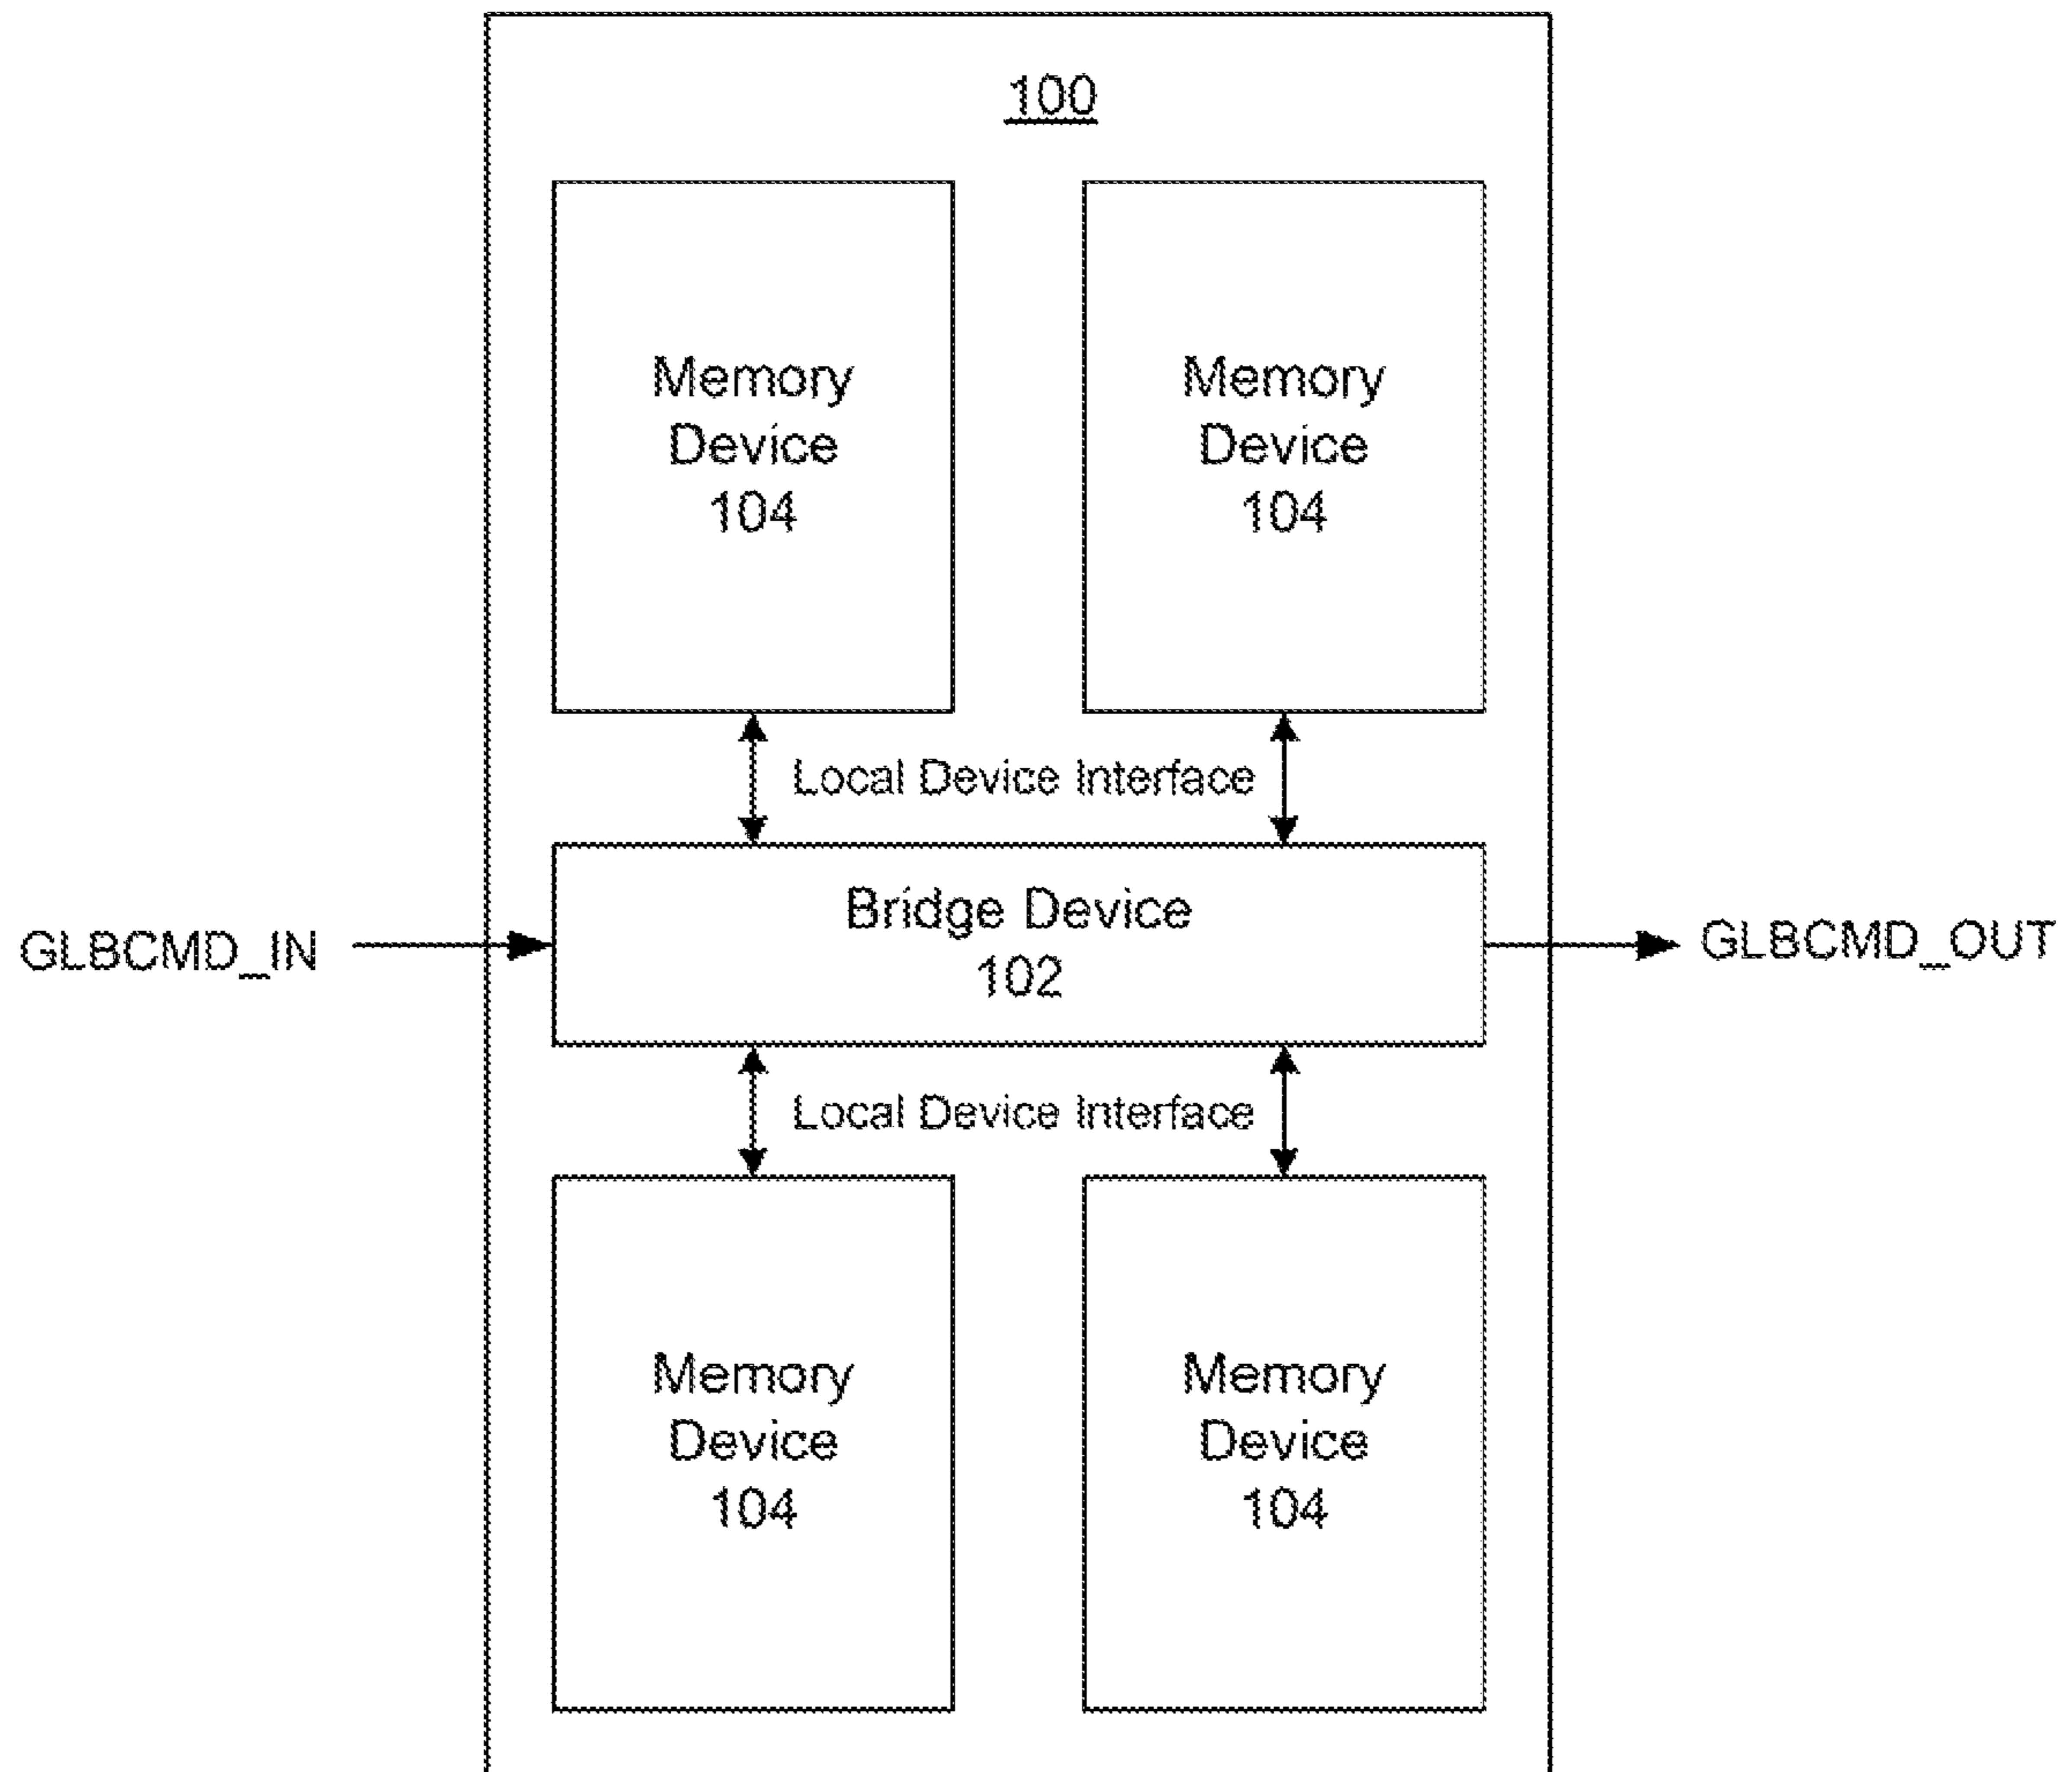 100
Memory
Device
104
Memory
Device
104
Local Device Interface
GLBCMD_IN
Bridge Device
102
GLBCMD_OUT
Local Device Interface
Memory
Device
104
Memory
Device
104